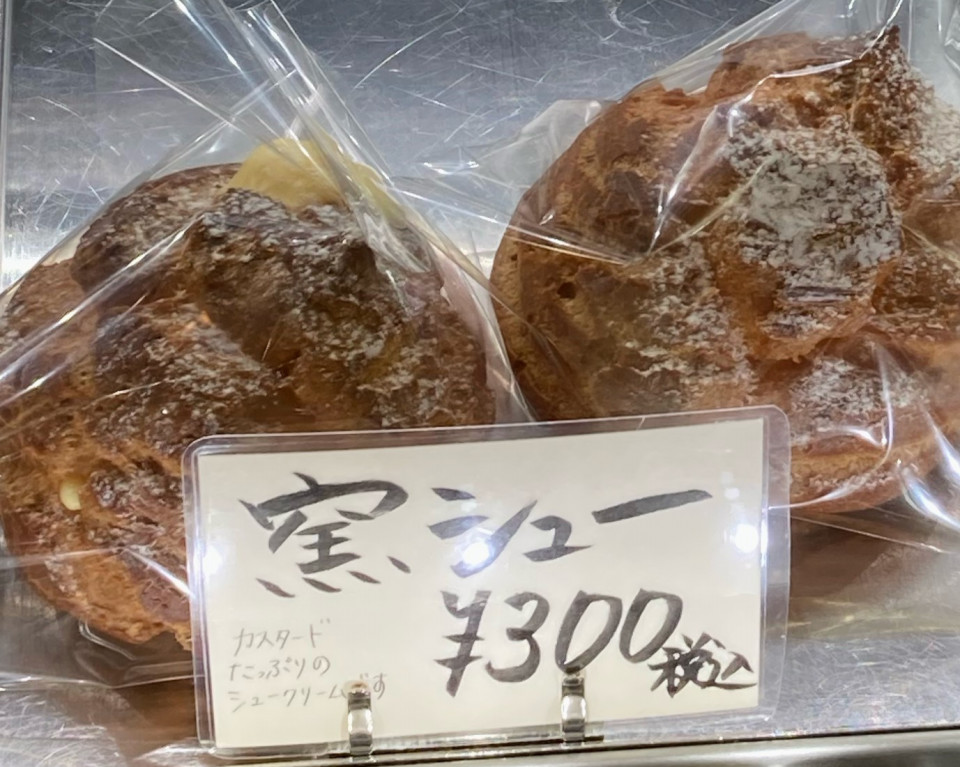 窯シュー
¥300税込
カスタード
たっぷりの
シュークリームです